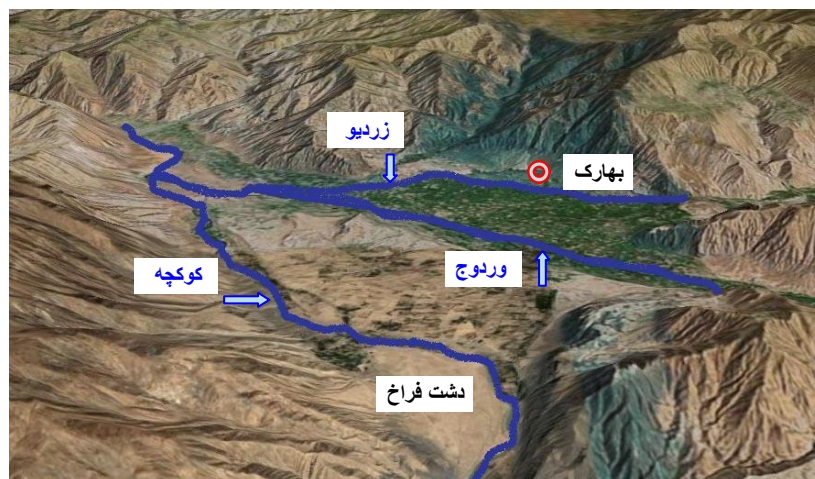 زردیو
بهارک
وردوج
کوکچه
دشت فراخ